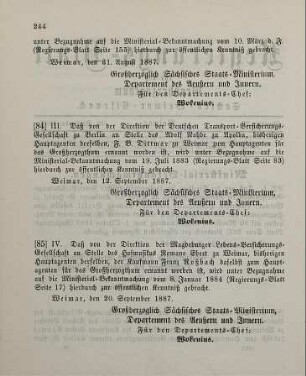 244
unter Bezugnahme auf die Ministerial-Bekanntmachung vom 10. März d. J.
(Regierungs-Blatt Seite 155) hierdurch zur öffentlichen Kenntniß gebracht.
Weimar, den 31. August 1887.
Großherzoglich Sächsisches Staats-Ministerium,
Departement des Aeußern und Innern.
Für den Departements-Chef:
Wokenius.
[84] III. Daß von der Direktion der Deutschen Transport-Versicherungs-
Gesellschaft zu Berlin an Stelle des Adolf Rohde zu Apolda, bisherigen
Hauptagenten desselben, F. B. Dittmar zu Weimar zum Hauptagenten für
das Großherzogthum ernannt worden ist, wird unter Bezugnahme auf
die Ministerial-Bekanntmachung vom 19. Juli 1883 (Regierungs-Blatt Seite 83)
hierdurch zur öffentlichen Kenntniß gebracht.
Weimar, den 12. September 1887.
Großherzoglich Sächsisches Staats-Ministerium,
Departement des Aeußern und Innern.
Für den Departements-Chef:
Wokenius.
[85] IV. Daß von der Direktion der Magdeburger Lebens-Versicherungs-
Gesellschaft an Stelle des Hofmusikus Romano Ebert zu Weimar, bisherigen
Hauptagenten derselben, der Kaufmann Franz Roßbach daselbst zum Haupt-
agenten für das Großherzogthum ernannt worden ist, wird unter Bezugnahme
auf die Ministerial-Bekanntmachung vom 8. Januar 1884 (Regierungs-Blatt
Seite 17) hierdurch zur öffentlichen Kenntniß gebracht.
Weimar, den 20. September 1887.
Großherzoglich Sächsisches Staats-Ministerium,
Departement des Aeußern und Innern.
Für den Departements-Chef:
Wokenius.